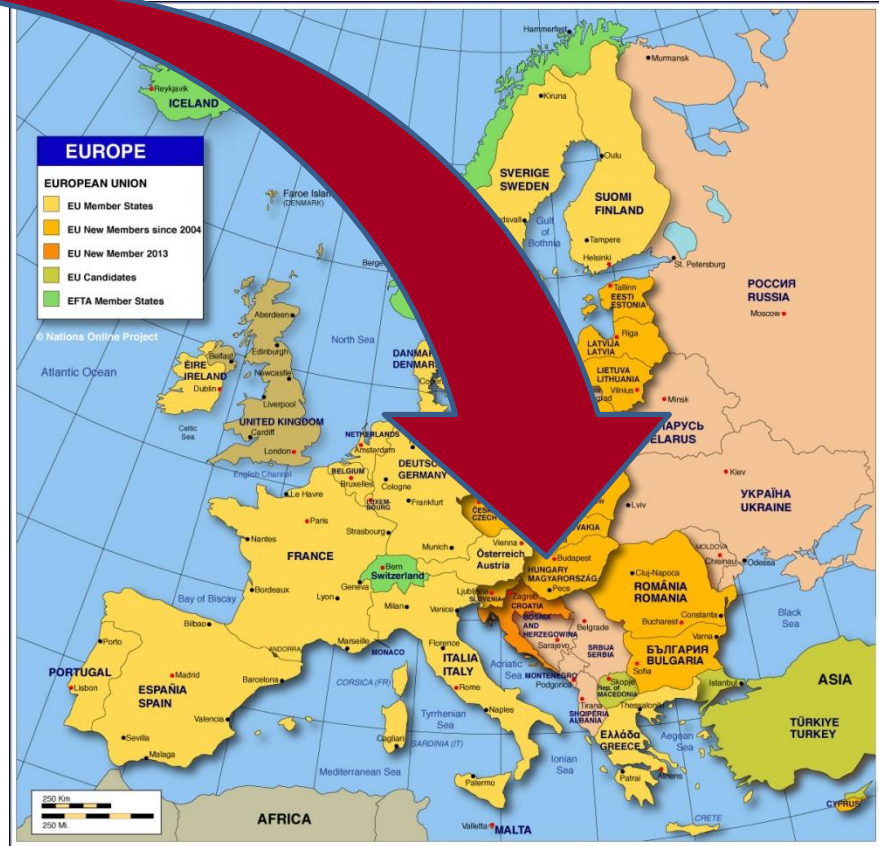 Hammerfest
Murmansk
Reykjavik
ICELAND
Kiruna
EUROPE
EUROPEAN UNION
EU Member States
EU New Members since 2004
EU New Member 2013
EU Candidates
EFTA Member States
© Nations Online Project
Oulu
SVERIGE
SWEDEN
SUOMI
FINLAND
Faroe
(DENMARK)
Gulf
of
Bothnia
Tampere
Helsinki
St. Petersburg
РОССИЯ
RUSSIA
Moscow
Tallinn
EESTI
ESTONIA
Riga
LATVIJA
LATVIA
LIETUVA
LITHUANIA
Vilnius
Minsk
Aberdeen
North Sea
Edinburgh
Belfast
Newcastle
ÉIRE
IRELAND
Dublin
Liverpool
Atlantic Ocean
Celtic
Sea
UNITED KINGDOM
Cardiff
London
English Channel
NETHERLANDS
Amsterdam
BELGIUM
Bruxelles
Cologne
GERMANY
Frankfurt
LUXEM-
BOURG
Kiev
УКРАЇНА
UKRAINE
Lviv
Le Havre
Paris
Strasbourg
Nantes
FRANCE
Munich
Vienna
Österreich
Austria
Budapest
HUNGARY
MAGYARORSZÁG
Pecs
MOLDOVA
Chisinau
Odessa
Cluj-Napoca
ROMÂNIA
ROMANIA
Bucharest
Constanta
Black
Sea
Bern
Switzerland
Geneva
Lyon
Milan
Venice
Ljubljana
SLOVENIA
Zagreb
CROATIA
BOSNIA
AND
HERZEGOWINA
Sarajevo
Belgrade
SRBIJA
SERBIA
Varna
БЪЛГАРИЯ
BULGARIA
Sofia
Bay of Biscay
Bordeaux
Bilbao
Marseille
MONACO
ANDORRA
Florence
ITALIA
ITALY
Rome
Adriatic
Sea
MONTENEGRO
Podgorica
Skopje
Rep. of
MACEDONIA
Tirana
SHQIPËRIA
ALBANIA
Thessaloniki
Istanbul
ASIA
TÜRKIYE
TURKEY
Porto
PORTUGAL
Lisbon
Madrid
ESPAÑIA
SPAIN
Barcelona
Valencia
Sevilla
Malaga
CORSICA (FR)
SARDINIA (IT)
Cagliari
Tyrrhenian
Sea
Naples
Ελλάδα
GREECE
Aegean
Sea
Athens
Patrai
Ionian
Sea
Mediterranean Sea
Palermo
Valletta
MALTA
CRETE
CYPRUS
AFRICA
250 Km
250 Mi.